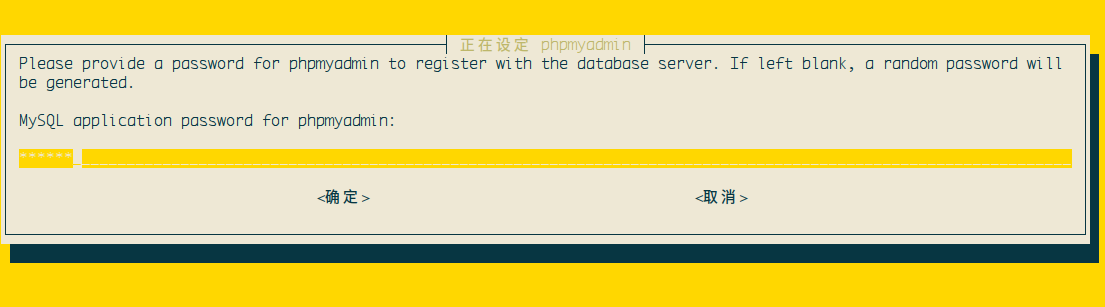 正在设定 phpmyadmin
Please provide a password for phpmyadmin to register with the database server. If left blank, a random password will
be generated.
MySQL application password for phpmyadmin:
******
<确定>
<取消>